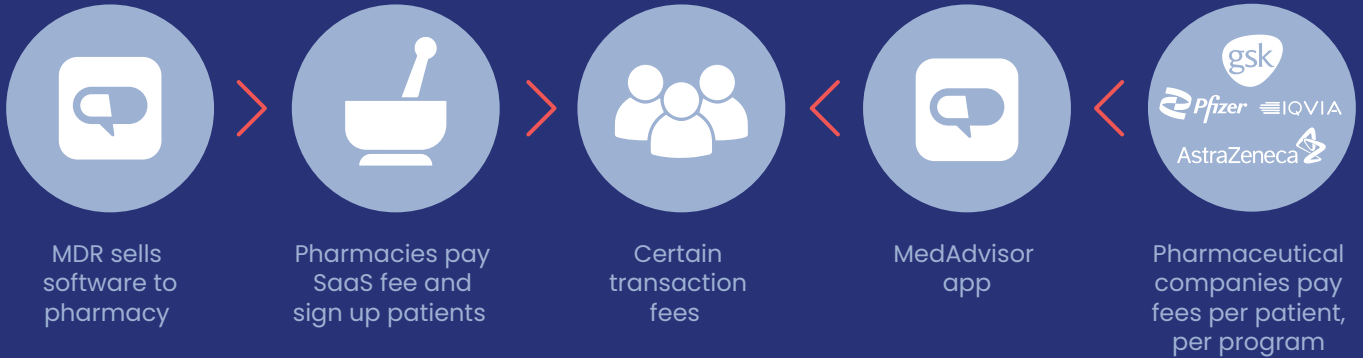 gsk
Pfizer
IQVIA
AstraZeneca
MDR sells
software to
pharmacy
Pharmacies pay
SaaS fee and
sign up patients
Certain
transaction
fees
MedAdvisor
app
Pharmaceutical
companies pay
fees per patient,
per program